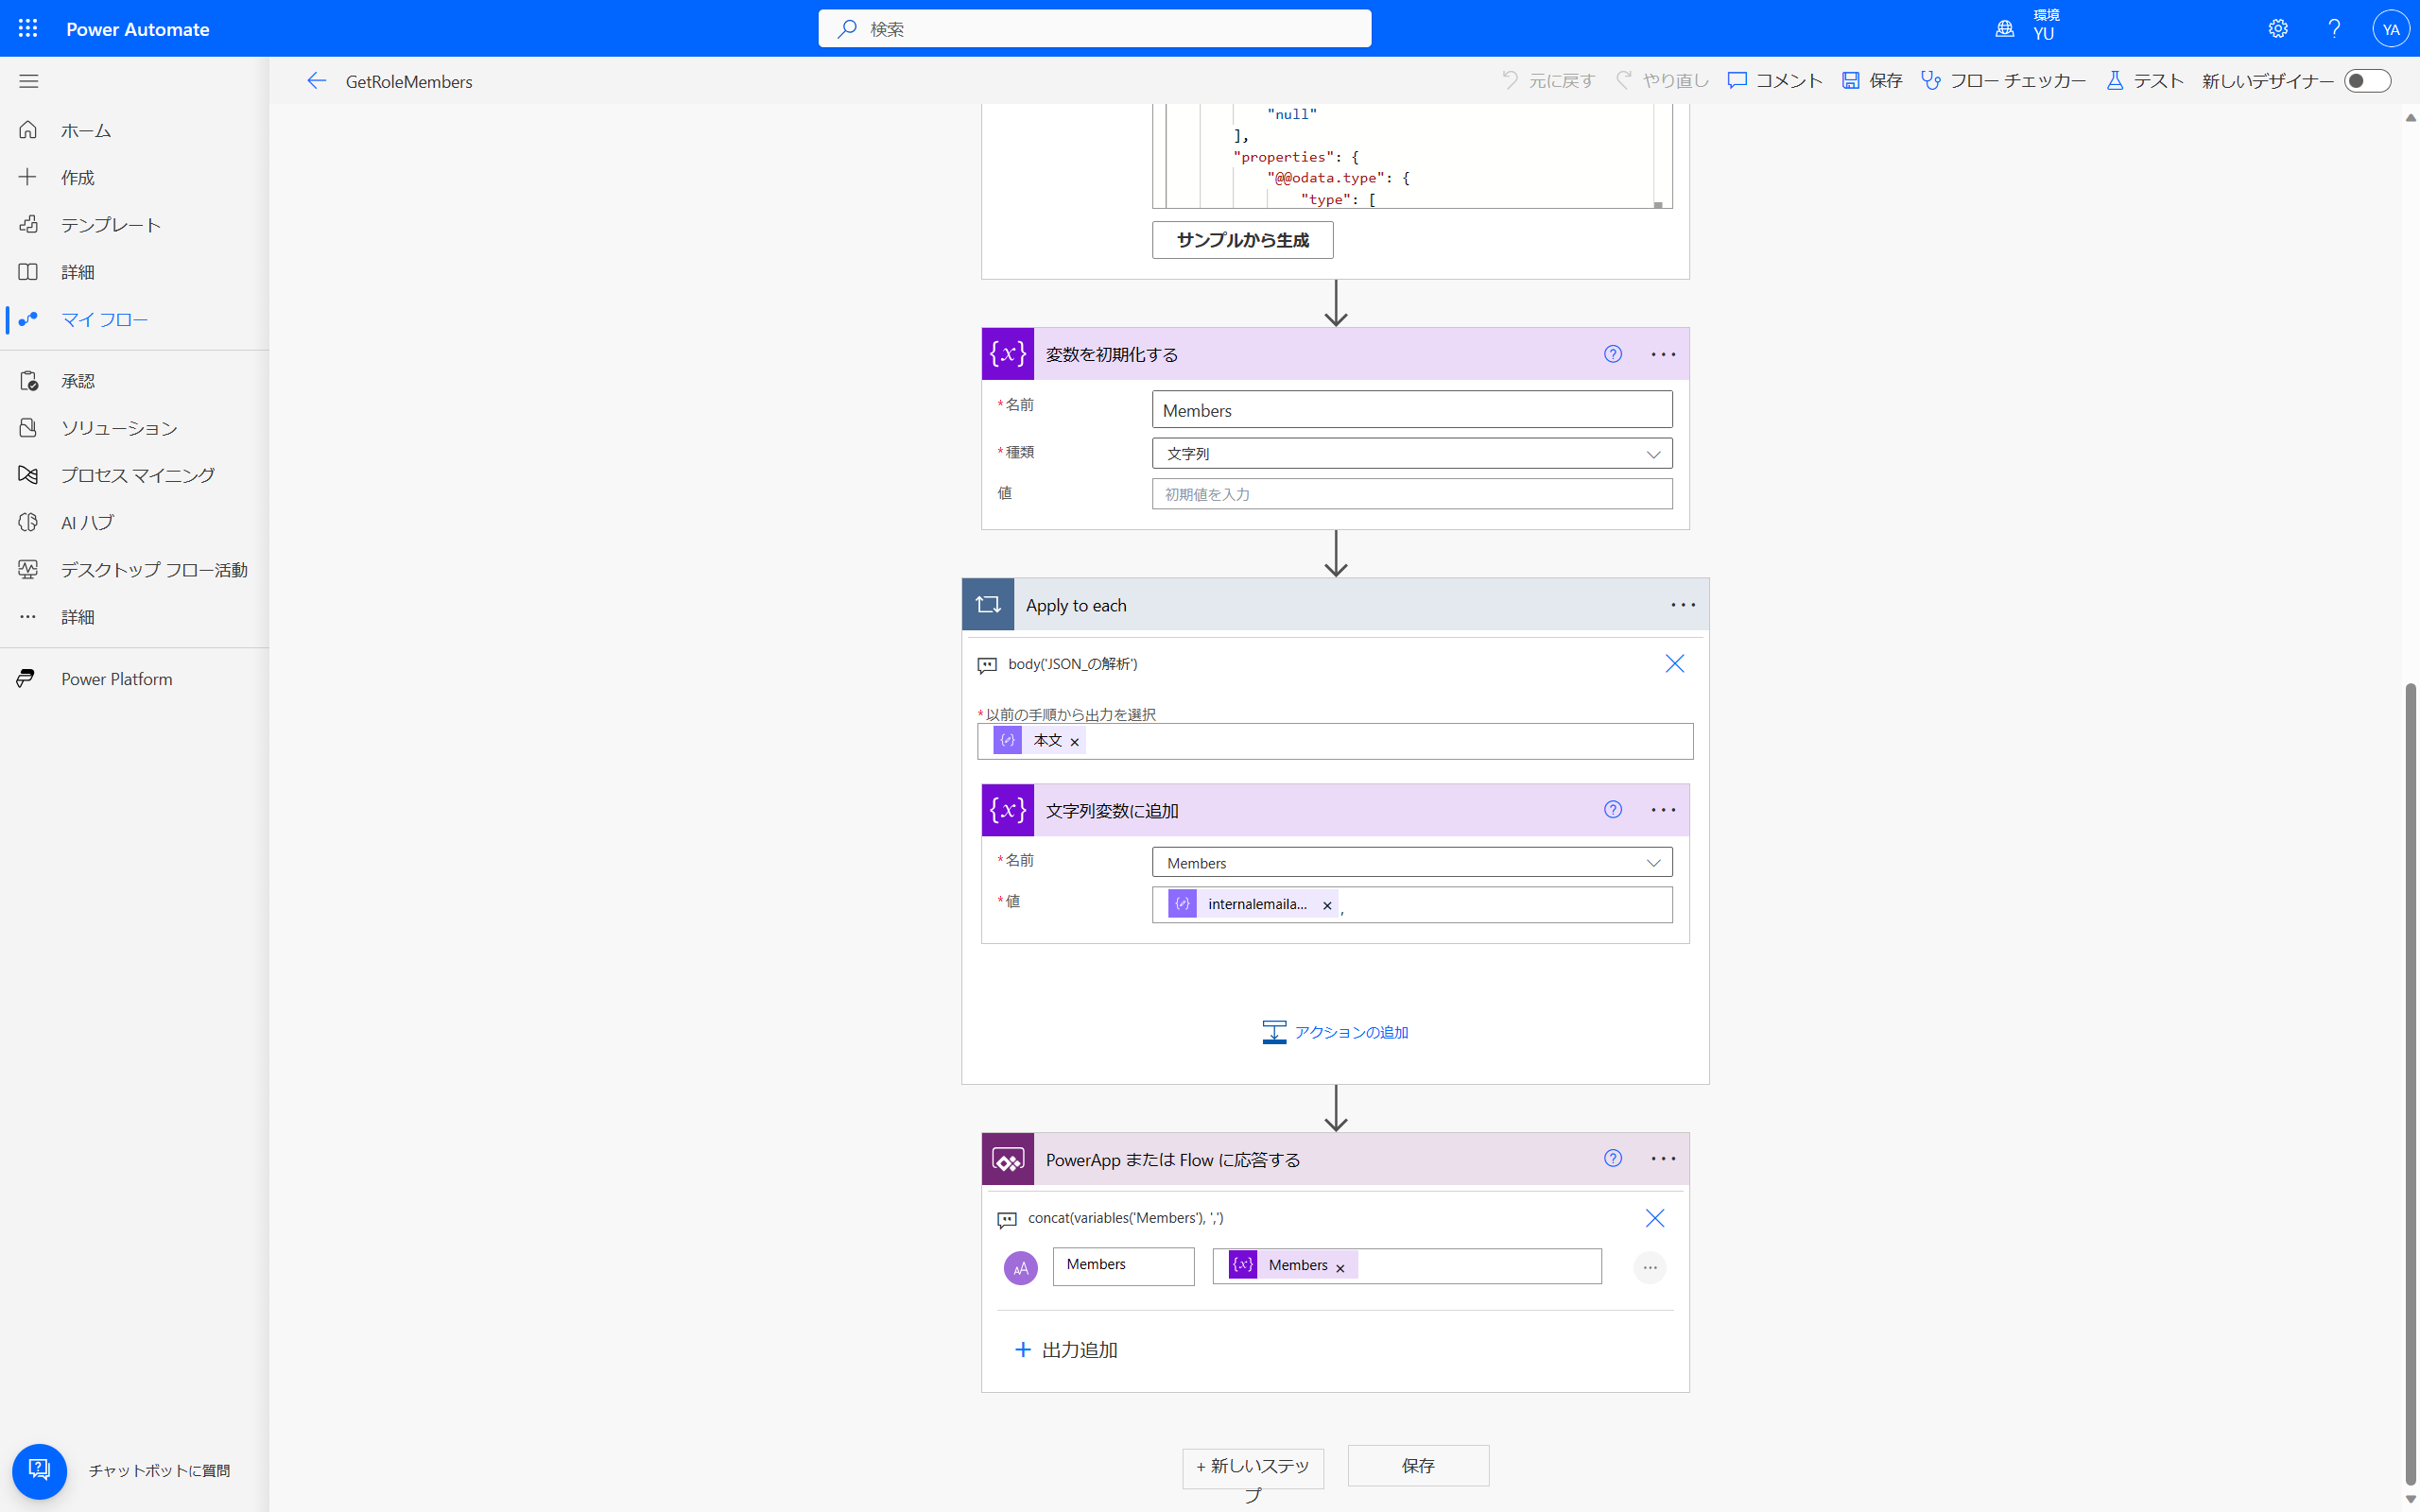 Power Automate
検索
環境
YU
YA
GetRoleMembers
元に戻す
やり直し
コメント
保存
フロー チェッカー
テスト
新しいデザイナー
ホーム
作成
テンプレート
詳細
マイ フロー
承認
ソリューション
プロセス マイニング
AI ハブ
デスクトップ フロー活動
詳細
Power Platform
チャットボットに質問
"null"
],
"properties": {
"@@odata.type": {
"type": [
サンプルから生成
{x} 変数を初期化する
*名前
Members
*種類
文字列
値
初期値を入力
Apply to each
body('JSON_の解析')
*以前の手順から出力を選択
本文 ×
{x} 文字列変数に追加
*名前
Members
*値
internalemaila... × ,
アクションの追加
PowerApp または Flow に応答する
concat(variables('Members'), ',')
AA
Members
{x} Members ×
+ 出力追加
+ 新しいステッ
プ
保存